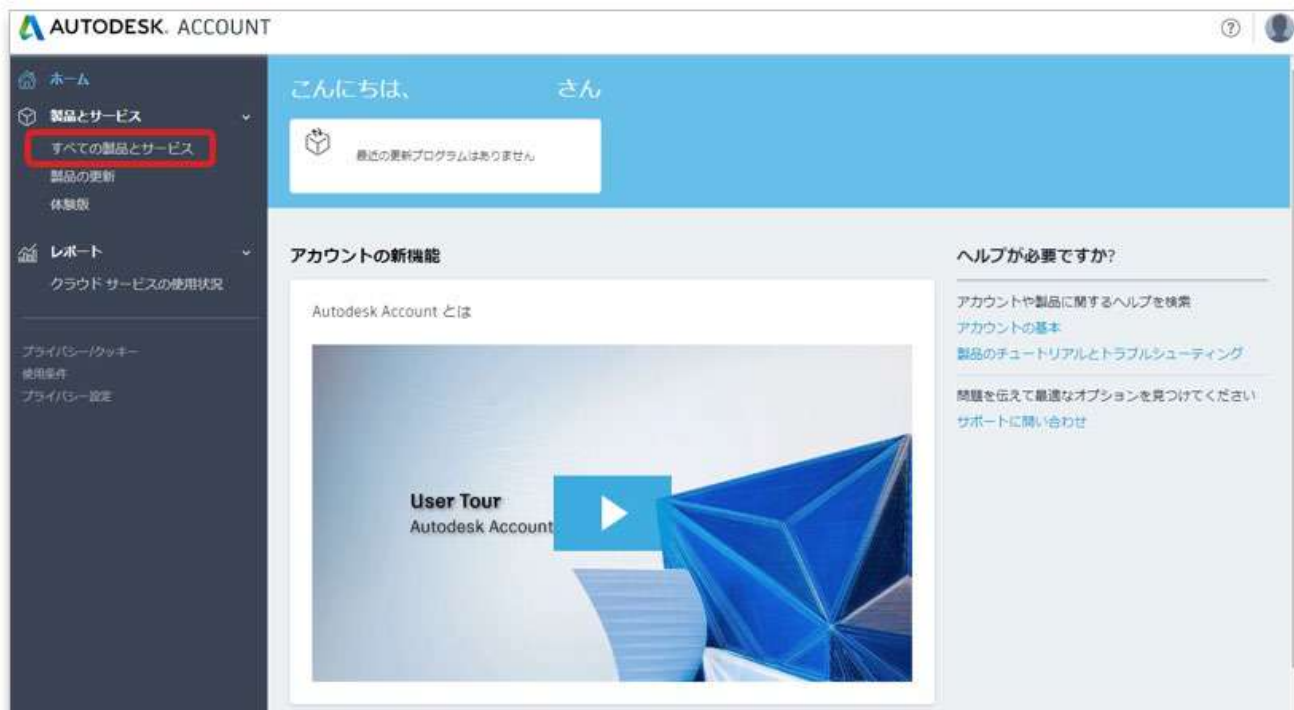 AUTODESK. ACCOUNT
ホーム
製品とサービス
すべての製品とサービス
製品の更新
体験版
レポート
クラウド サービスの使用状況
プライバシー/クッキー
使用条件
プライバシー設定
こんにちは、 さん
最近の更新プログラムはありません
アカウントの新機能
Autodesk Account とは
User Tour
Autodesk Account
ヘルプが必要ですか?
アカウントや製品に関するヘルプを検索
アカウントの基本
製品のチュートリアルとトラブルシューティング
問題を伝えて最適なオプションを見つけてください
サポートに問い合わせ